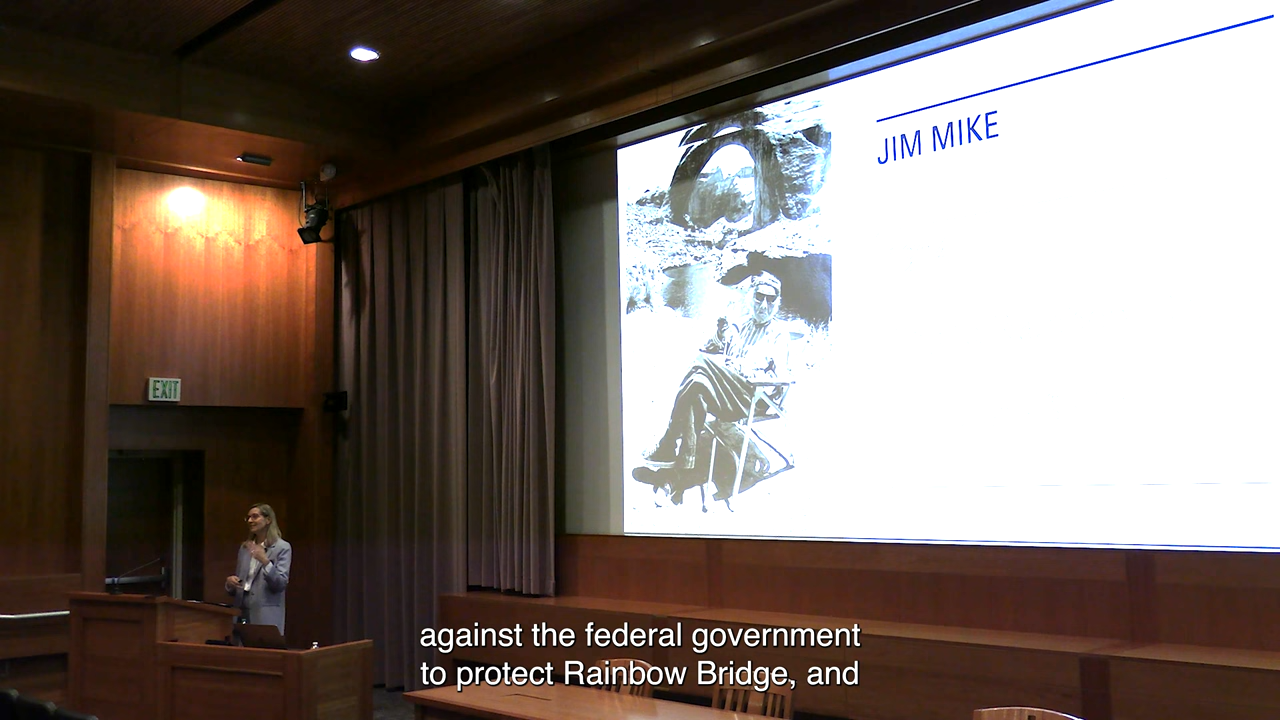 JIM MIKE
EXIT
against the federal government
to protect Rainbow Bridge, and